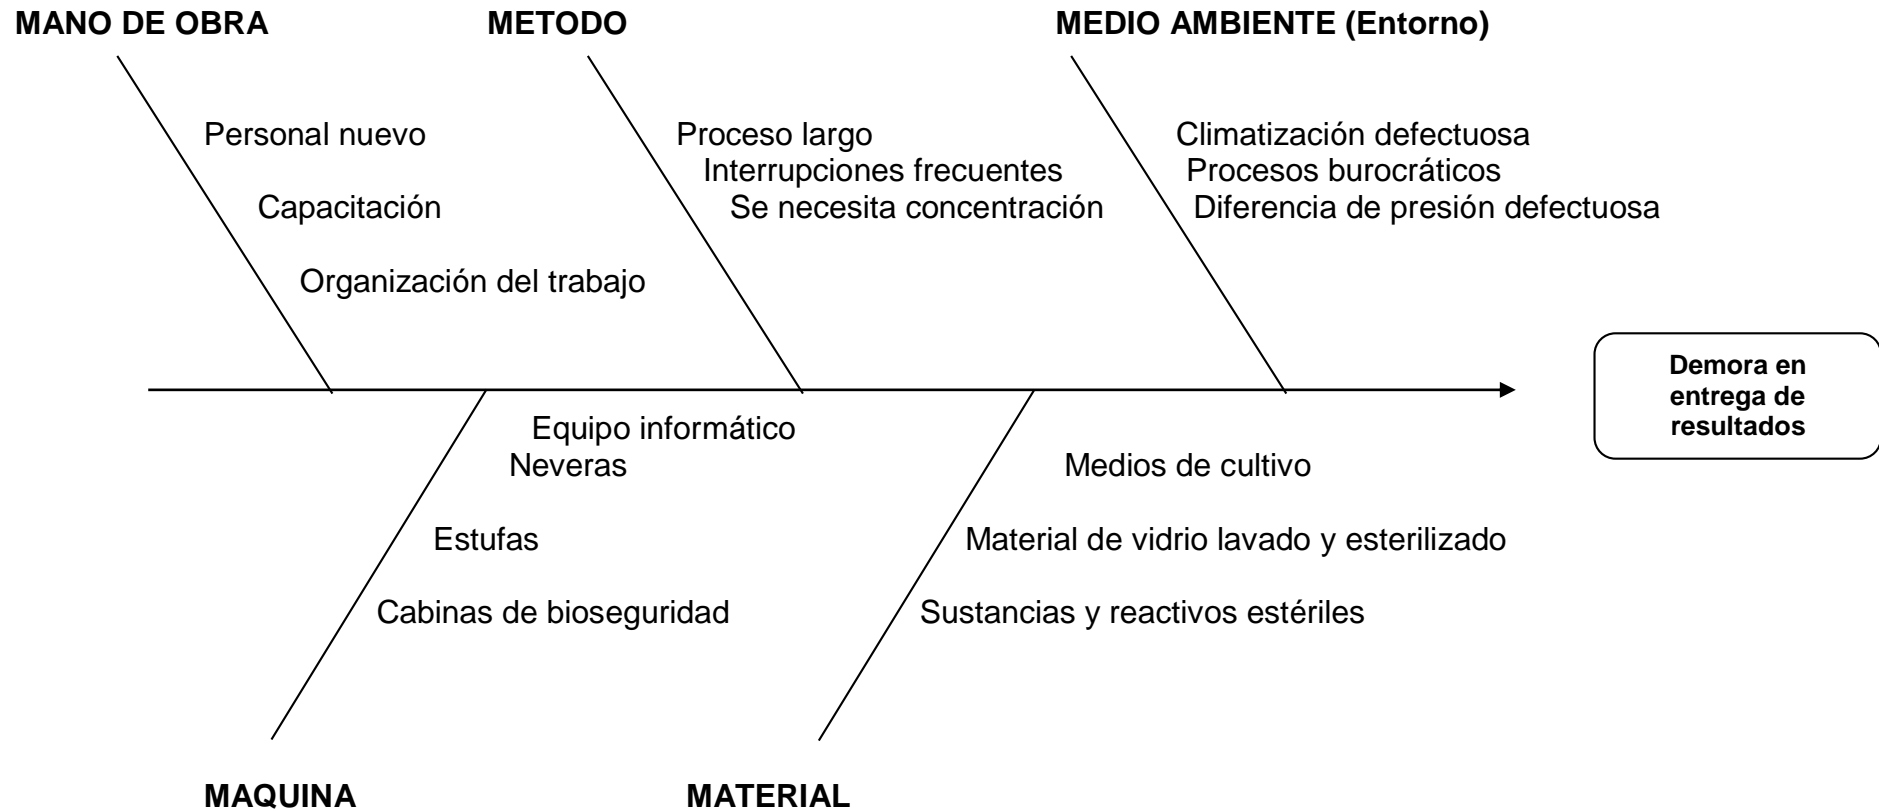 MANO DE OBRA
METODO
MEDIO AMBIENTE (Entorno)
Personal nuevo
Capacitación
Organización del trabajo
Proceso largo
Interrupciones frecuentes
Se necesita concentración
Climatización defectuosa
Procesos burocráticos
Diferencia de presión defectuosa
Demora en
entrega de
resultados
Equipo informático
Neveras
Estufas
Cabinas de bioseguridad
Medios de cultivo
Material de vidrio lavado y esterilizado
Sustancias y reactivos estériles
MAQUINA
MATERIAL